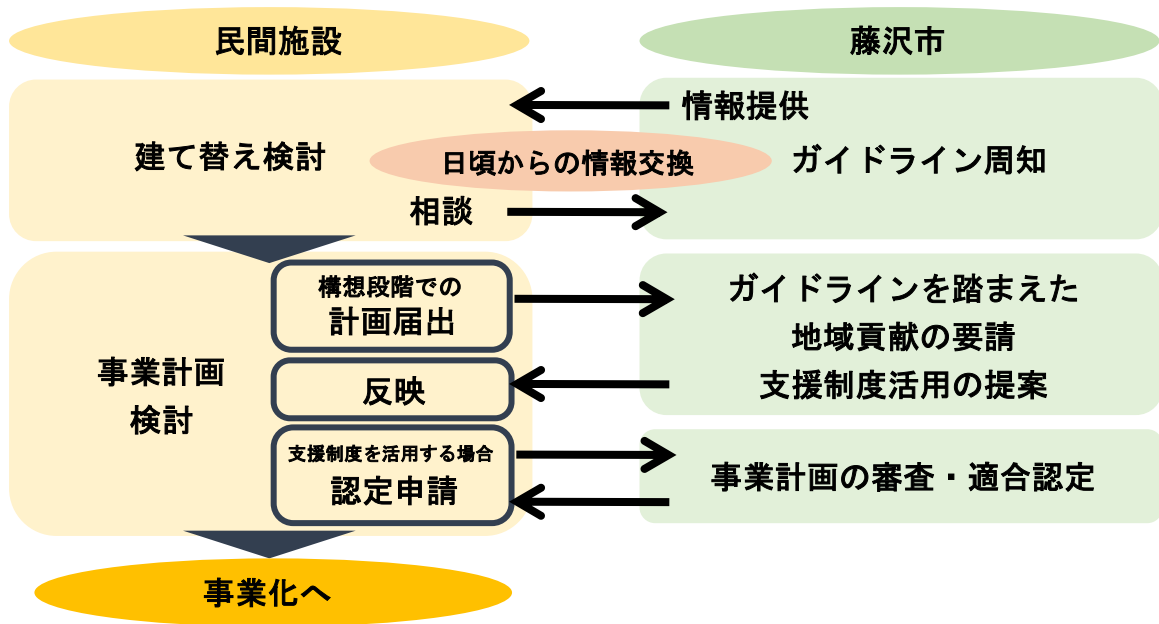 民間施設
藤沢市
情報提供
建て替え検討
日頃からの情報交換
ガイドライン周知
相談
構想段階での
計画届出
ガイドラインを踏まえた
地域貢献の要請
支援制度活用の提案
事業計画
検討
反映
支援制度を活用する場合
認定申請
事業計画の審査・適合認定
事業化へ